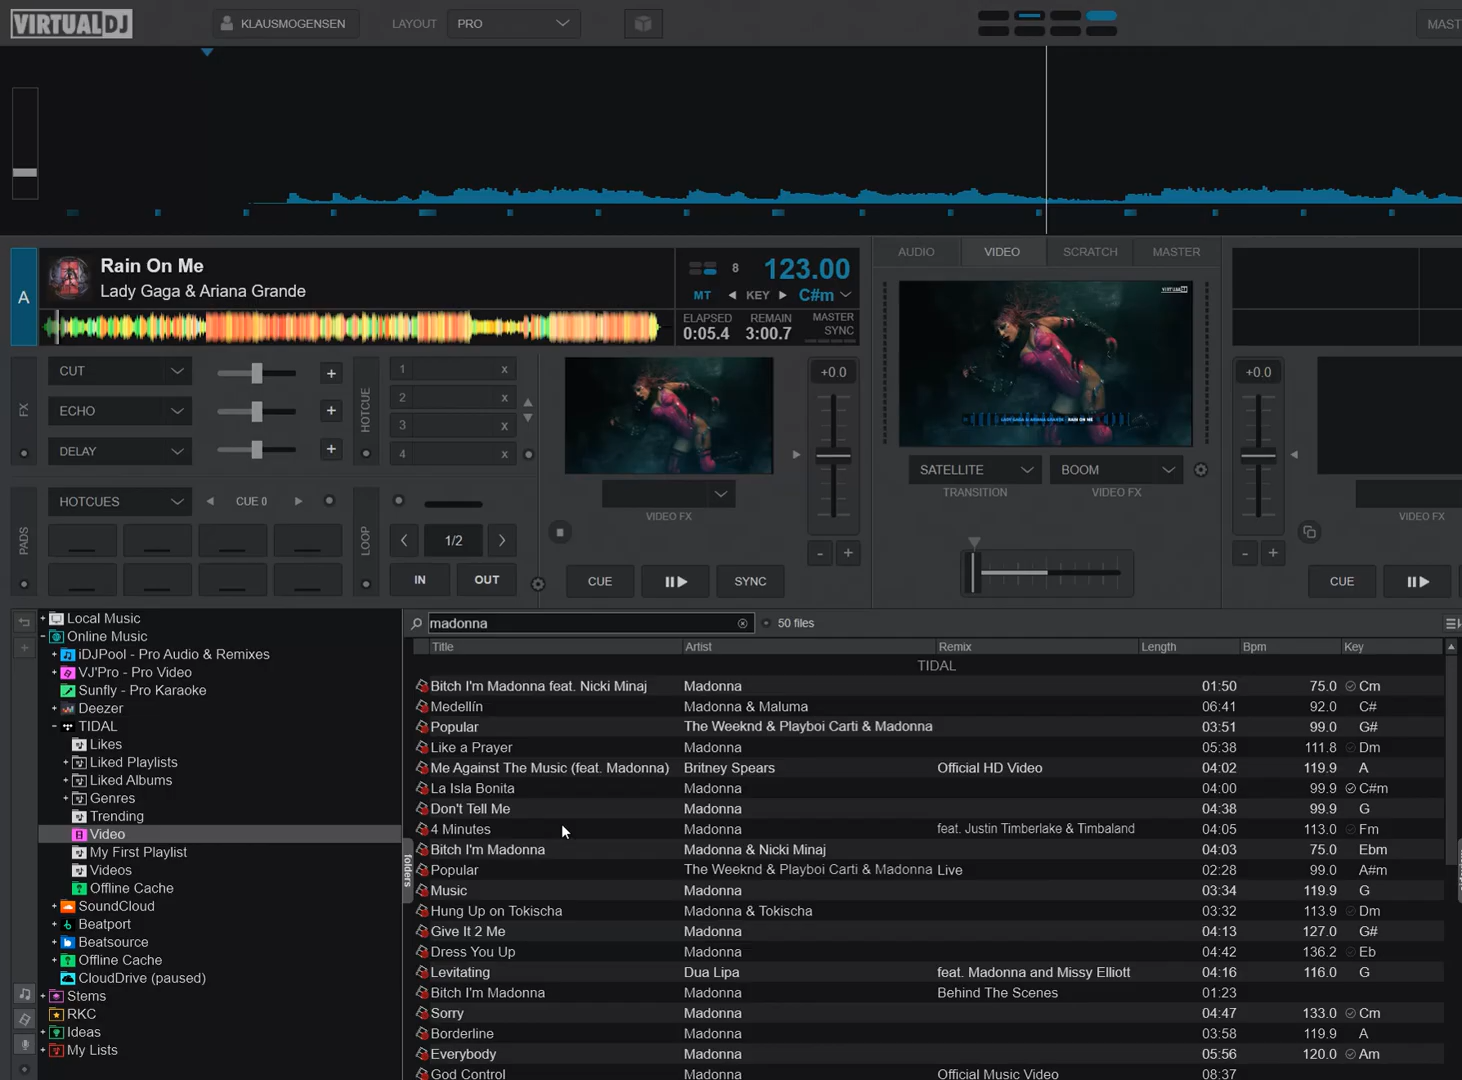 VIRTUALDJ KLAUSMOGENSEN LAYOUT PRO MAST
A Rain On Me 8 123.00
Lady Gaga & Ariana Grande MT KEY C#m
ELAPSED 0:05.4 REMAIN 3:00.7 MASTER SYNC
AUDIO VIDEO SCRATCH MASTER
VIRTUALDJ
LADY GAGA & ARIANA GRANDE RAIN ON ME
FX CUT +
ECHO +
DELAY +
HOTCUE 1 x
2 x
3 x
4 x
+0.0
+0.0
SATELLITE BOOM
TRANSITION VIDEO FX
VIDEO FX
VIDEO FX
PADS HOTCUES CUE 0
LOOP 1/2
IN OUT
- +
- +
CUE SYNC
CUE
Local Music
Online Music
iDJPool - Pro Audio & Remixes
VJ'Pro - Pro Video
Sunfly - Pro Karaoke
Deezer
TIDAL
Likes
Liked Playlists
Liked Albums
Genres
Trending
Video
My First Playlist
Videos
Offline Cache
SoundCloud
Beatport
Beatsource
Offline Cache
CloudDrive (paused)
Stems
RKC
Ideas
My Lists
folders
madonna 50 files
Title Artist Remix Length Bpm Key
TIDAL
Bitch I'm Madonna feat. Nicki Minaj Madonna 01:50 75.0 Cm
Medellín Madonna & Maluma 06:41 92.0 C#
Popular The Weeknd & Playboi Carti & Madonna 03:51 99.0 G#
Like a Prayer Madonna 05:38 111.8 Dm
Me Against The Music (feat. Madonna) Britney Spears Official HD Video 04:02 119.9 A
La Isla Bonita Madonna 04:00 99.9 C#m
Don't Tell Me Madonna 04:38 99.9 G
4 Minutes Madonna feat. Justin Timberlake & Timbaland 04:05 113.0 Fm
Bitch I'm Madonna Madonna & Nicki Minaj 04:03 75.0 Ebm
Popular The Weeknd & Playboi Carti & Madonna Live 02:28 99.0 A#m
Music Madonna 03:34 119.9 G
Hung Up on Tokischa Madonna & Tokischa 03:32 113.9 Dm
Give It 2 Me Madonna 04:13 127.0 G#
Dress You Up Madonna 04:42 136.2 Eb
Levitating Dua Lipa feat. Madonna and Missy Elliott 04:16 116.0 G
Bitch I'm Madonna Madonna Behind The Scenes 01:23
Sorry Madonna 04:47 133.0 Cm
Borderline Madonna 03:58 119.9 A
Everybody Madonna 05:56 120.0 Am
God Control Madonna Official Music Video 08:37